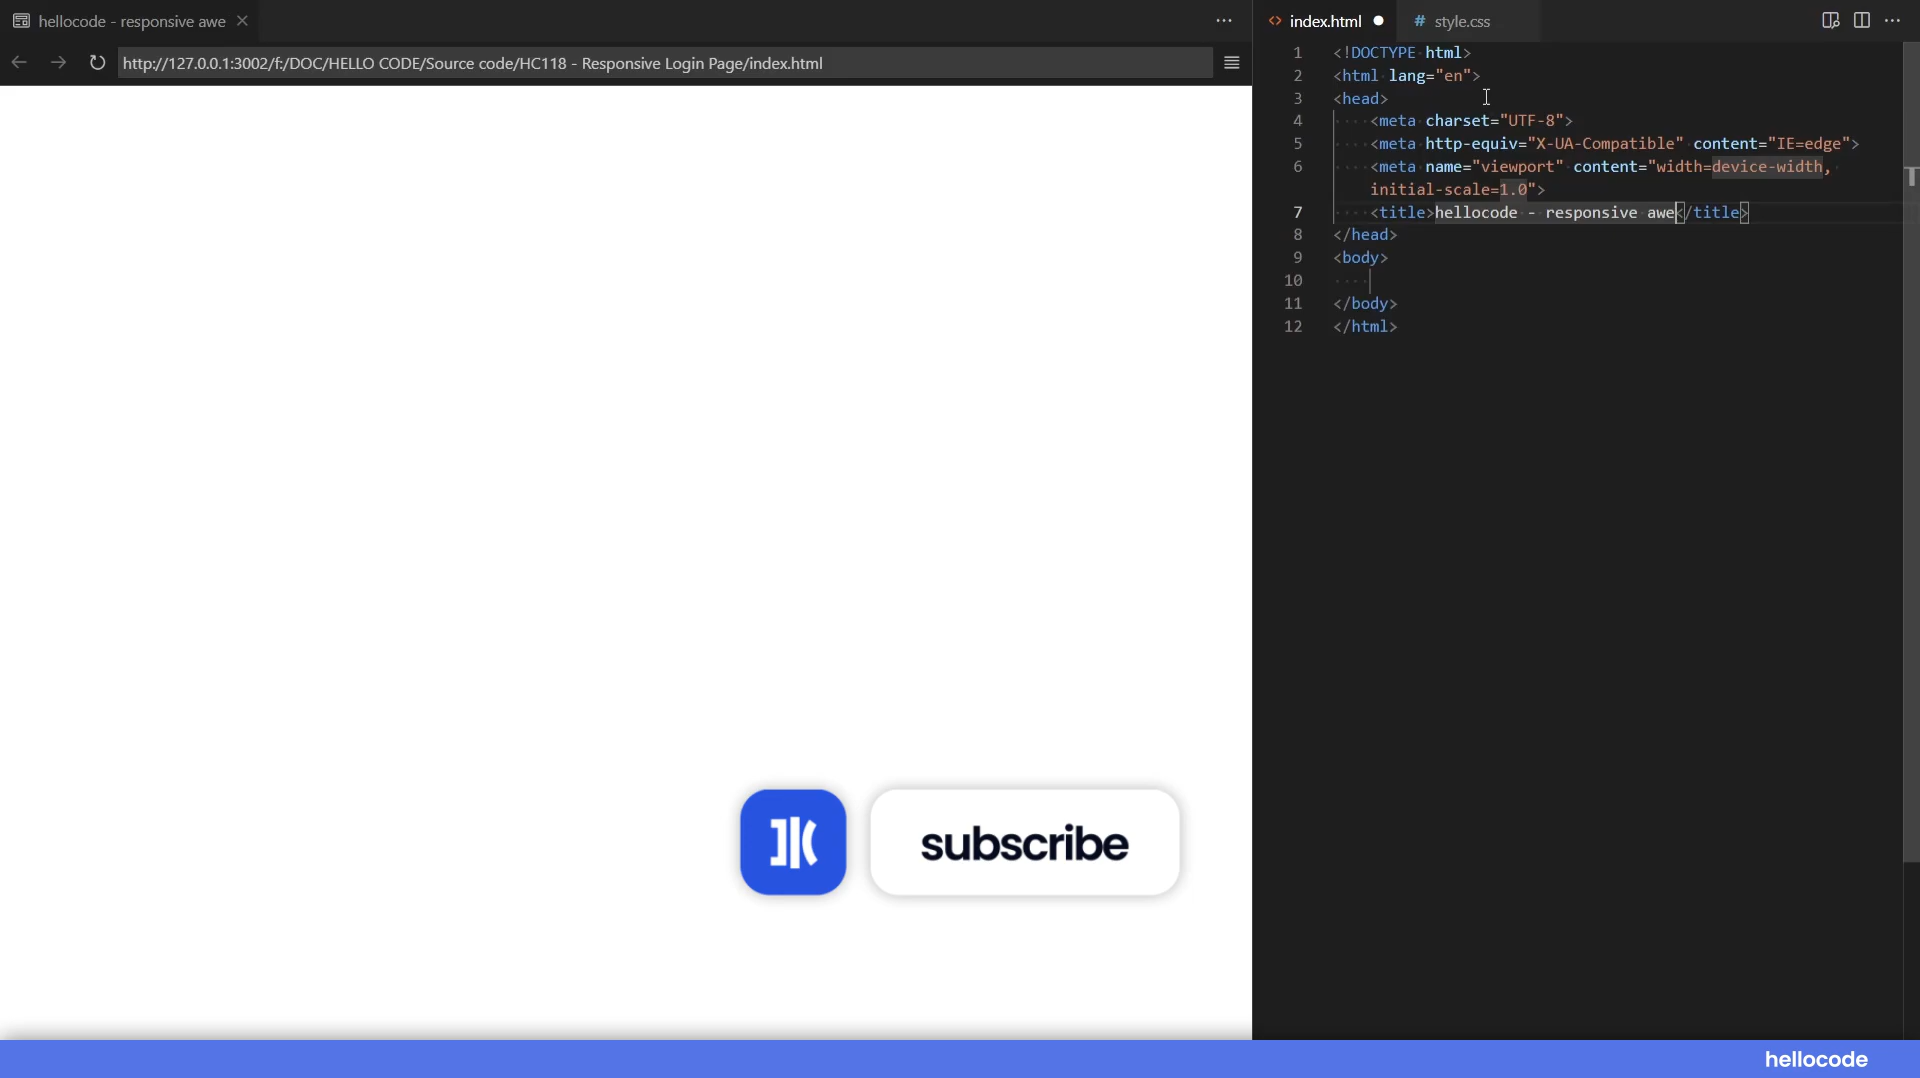 hellocode - responsive awe
http://127.0.0.1:3002/f:/DOC/HELLO CODE/Source code/HC118 - Responsive Login Page/index.html
subscribe
index.html
# style.css
1 <!DOCTYPE html>
2 <html lang="en">
3 <head>
4 <meta charset="UTF-8">
5 <meta http-equiv="X-UA-Compatible" content="IE=edge">
6 <meta name="viewport" content="width=device-width,
initial-scale=1.0">
7 <title>hellocode - responsive awe</title>
8 </head>
9 <body>
10
11 </body>
12 </html>
hellocode